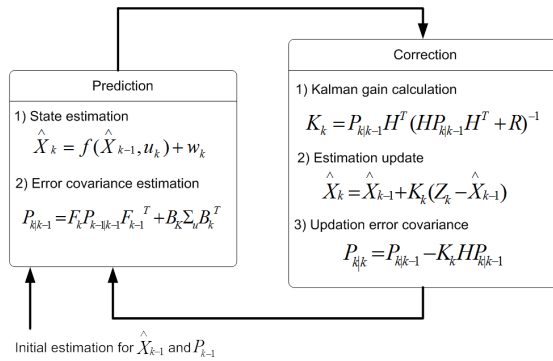 Prediction
1) State estimation
X̂_k = f(X̂_{k-1}, u_k) + w_k
2) Error covariance estimation
P_{k|k-1} = F_k P_{k-1|k-1} F_{k-1}^T + B_K Σ_u B_k^T
Correction
1) Kalman gain calculation
K_k = P_{k|k-1} H^T (H P_{k|k-1} H^T + R)^{-1}
2) Estimation update
X̂_k = X̂_{k-1} + K_k (Z_k − X̂_{k-1})
3) Updation error covariance
P_{k|k} = P_{k|k-1} − K_k H P_{k|k-1}
Initial estimation for X̂_{k-1} and P_{k-1}